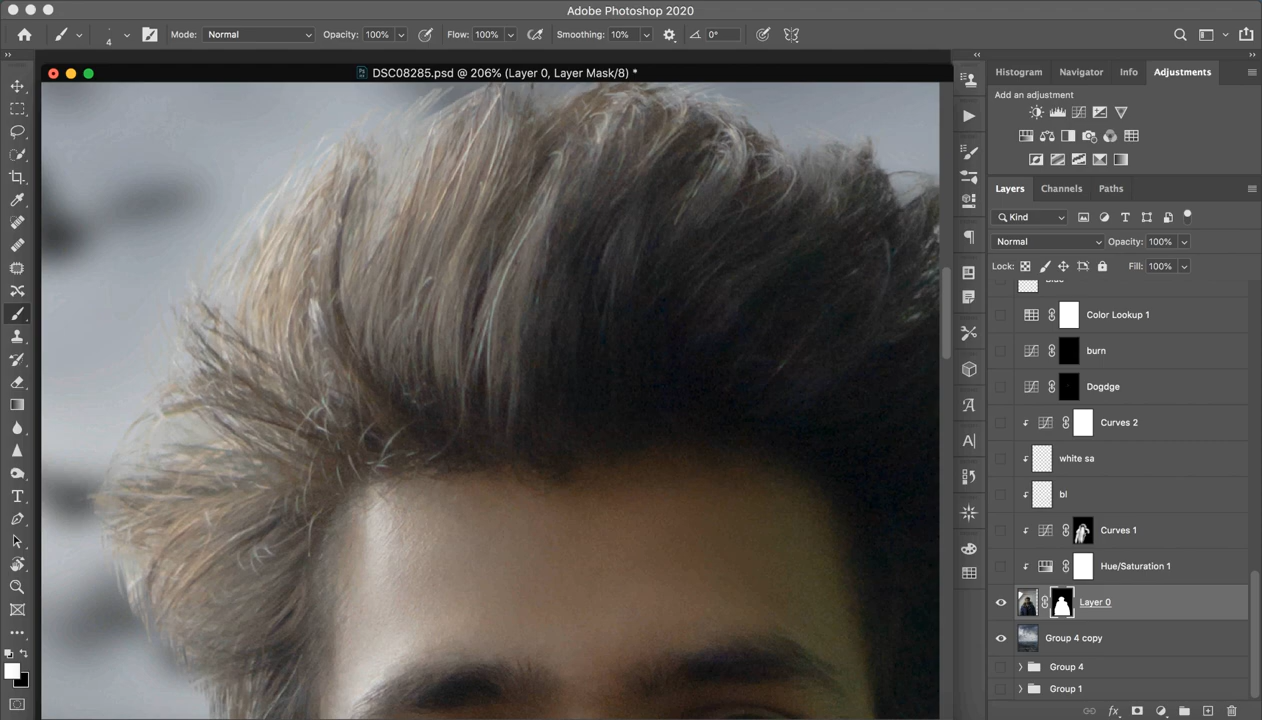 Adobe Photoshop 2020
4
Mode: Normal
Opacity: 100%
Flow: 100%
Smoothing: 10%
0°
DSC08285.psd @ 206% (Layer 0, Layer Mask/8) *
Histogram
Navigator
Info
Adjustments
Add an adjustment
Layers
Channels
Paths
Kind
Normal
Opacity: 100%
Lock:
Fill: 100%
Color Lookup 1
burn
Dogdge
Curves 2
white sa
bl
Curves 1
Hue/Saturation 1
Layer 0
Group 4 copy
Group 4
Group 1